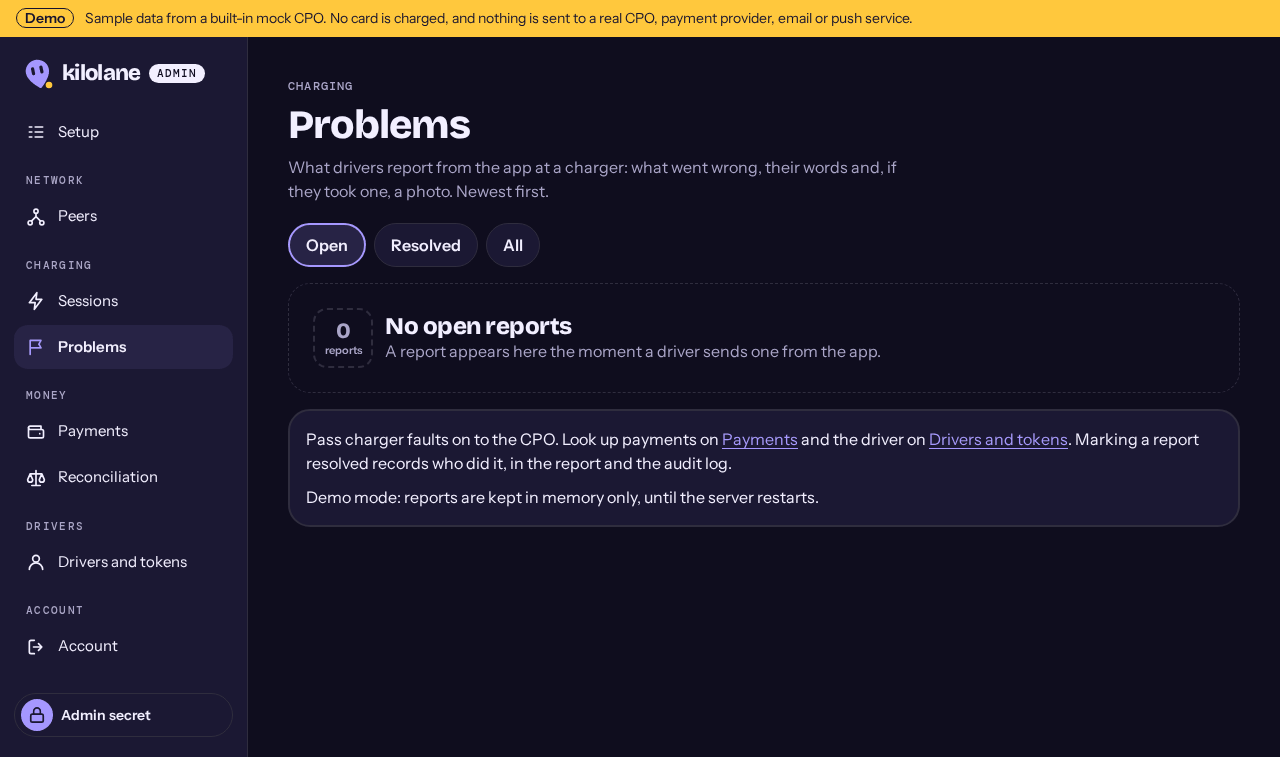 Demo Sample data from a built-in mock CPO. No card is charged, and nothing is sent to a real CPO, payment provider, email or push service.
kilolane ADMIN
Setup
NETWORK
Peers
CHARGING
Sessions
Problems
MONEY
Payments
Reconciliation
DRIVERS
Drivers and tokens
ACCOUNT
Account
Admin secret
CHARGING
Problems
What drivers report from the app at a charger: what went wrong, their words and, if
they took one, a photo. Newest first.
Open Resolved All
0
reports
No open reports
A report appears here the moment a driver sends one from the app.
Pass charger faults on to the CPO. Look up payments on Payments and the driver on Drivers and tokens. Marking a report
resolved records who did it, in the report and the audit log.
Demo mode: reports are kept in memory only, until the server restarts.